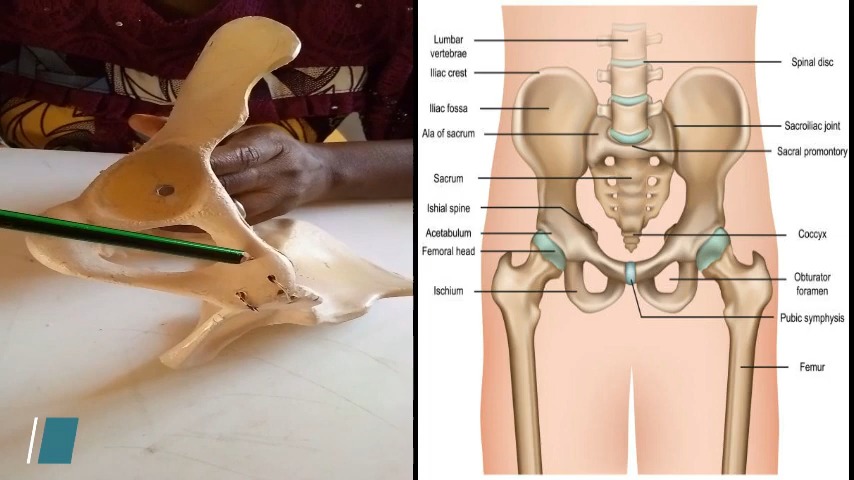 Lumbar
vertebrae
Iliac crest
Iliac fossa
Ala of sacrum
Sacrum
Ishial spine
Acetabulum
Femoral head
Ischium
Spinal disc
Sacroiliac joint
Sacral promontory
Coccyx
Obturator
foramen
Pubic symphysis
Femur